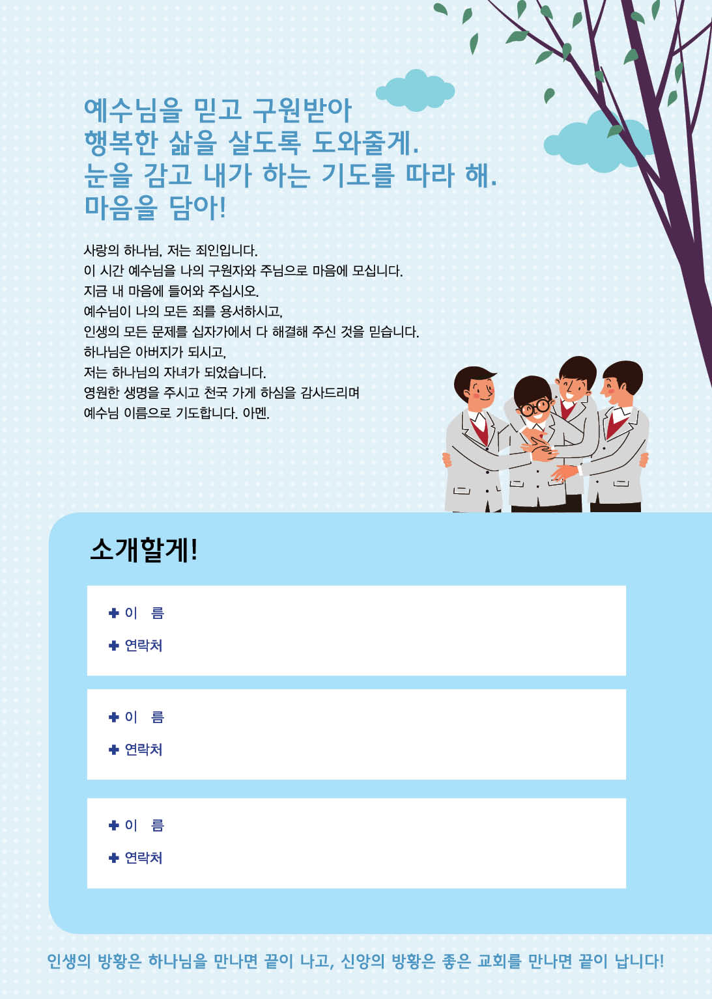 예수님을 믿고 구원받아
행복한 삶을 살도록 도와줄게.
눈을 감고 내가 하는 기도를 따라 해.
마음을 담아!
사랑의 하나님, 저는 죄인입니다.
이 시간 예수님을 나의 구원자와 주님으로 마음에 모십니다.
지금 내 마음에 들어와 주십시오.
예수님이 나의 모든 죄를 용서하시고,
인생의 모든 문제를 십자가에서 다 해결해 주신 것을 믿습니다.
하나님은 아버지가 되시고,
저는 하나님의 자녀가 되었습니다.
영원한 생명을 주시고 천국 가게 하심을 감사드리며
예수님 이름으로 기도합니다. 아멘.
소개할게!
이 름
연락처
이 름
연락처
이 름
연락처
인생의 방황은 하나님을 만나면 끝이 나고, 신앙의 방황은 좋은 교회를 만나면 끝이 납니다!